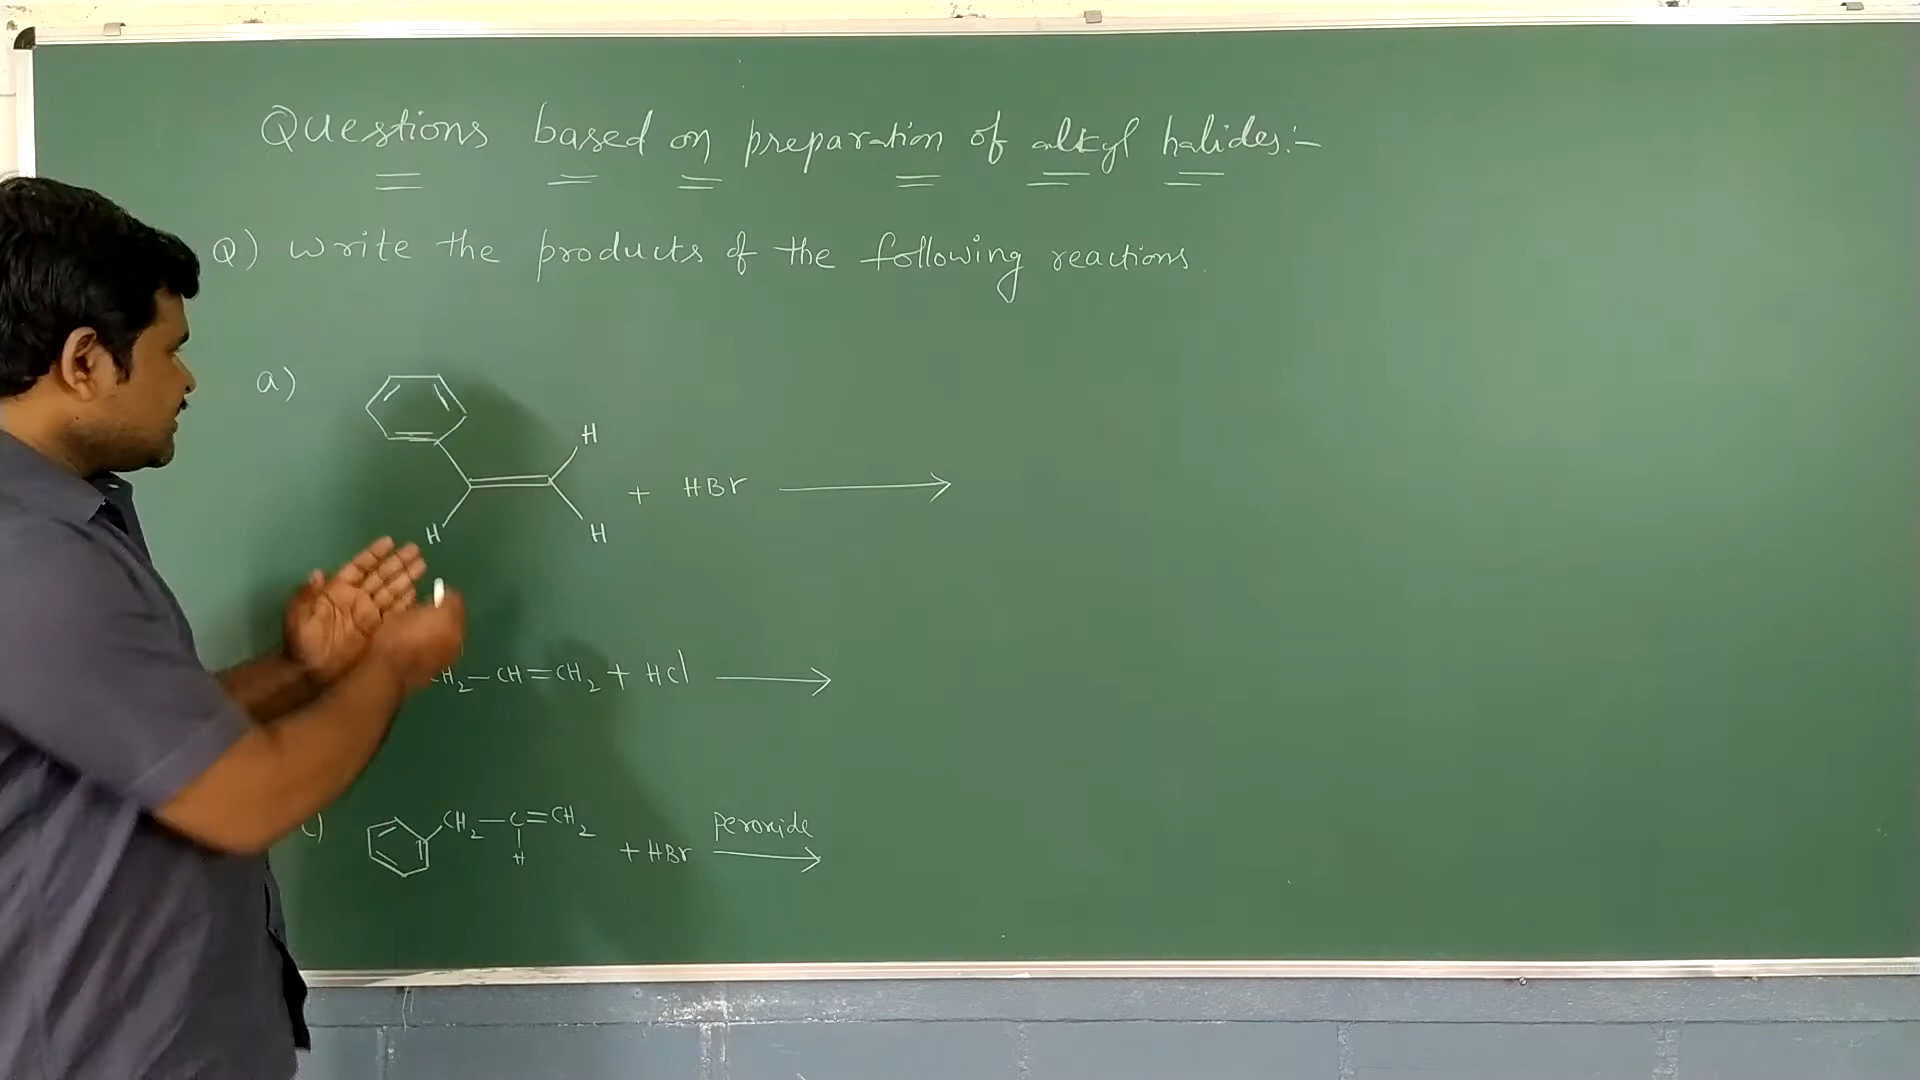 Questions based on preparation of alkyl halides:-
Q) Write the products of the following reactions.
a)
H
H
H
+ HBr
CH2-CH=CH2 + HCl
c)
CH2-C=CH2
H
+ HBr
peroxide